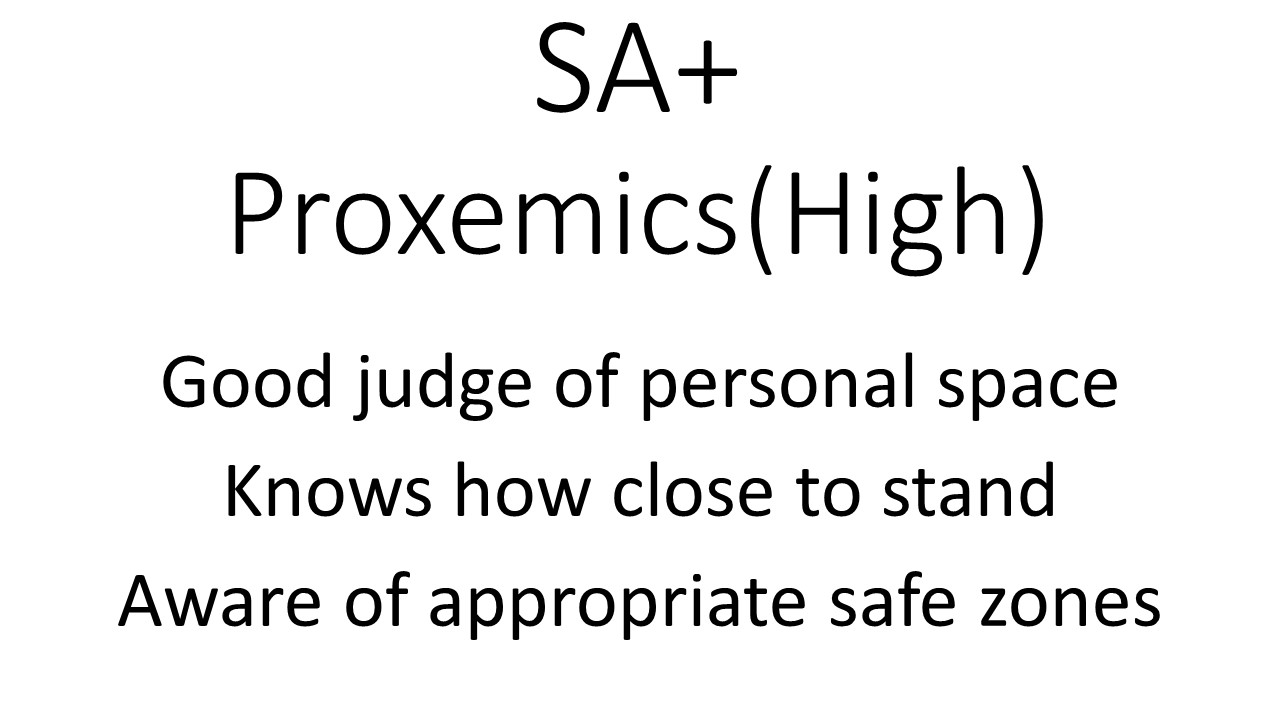 SA+
Proxemics(High)
Good judge of personal space
Knows how close to stand
Aware of appropriate safe zones